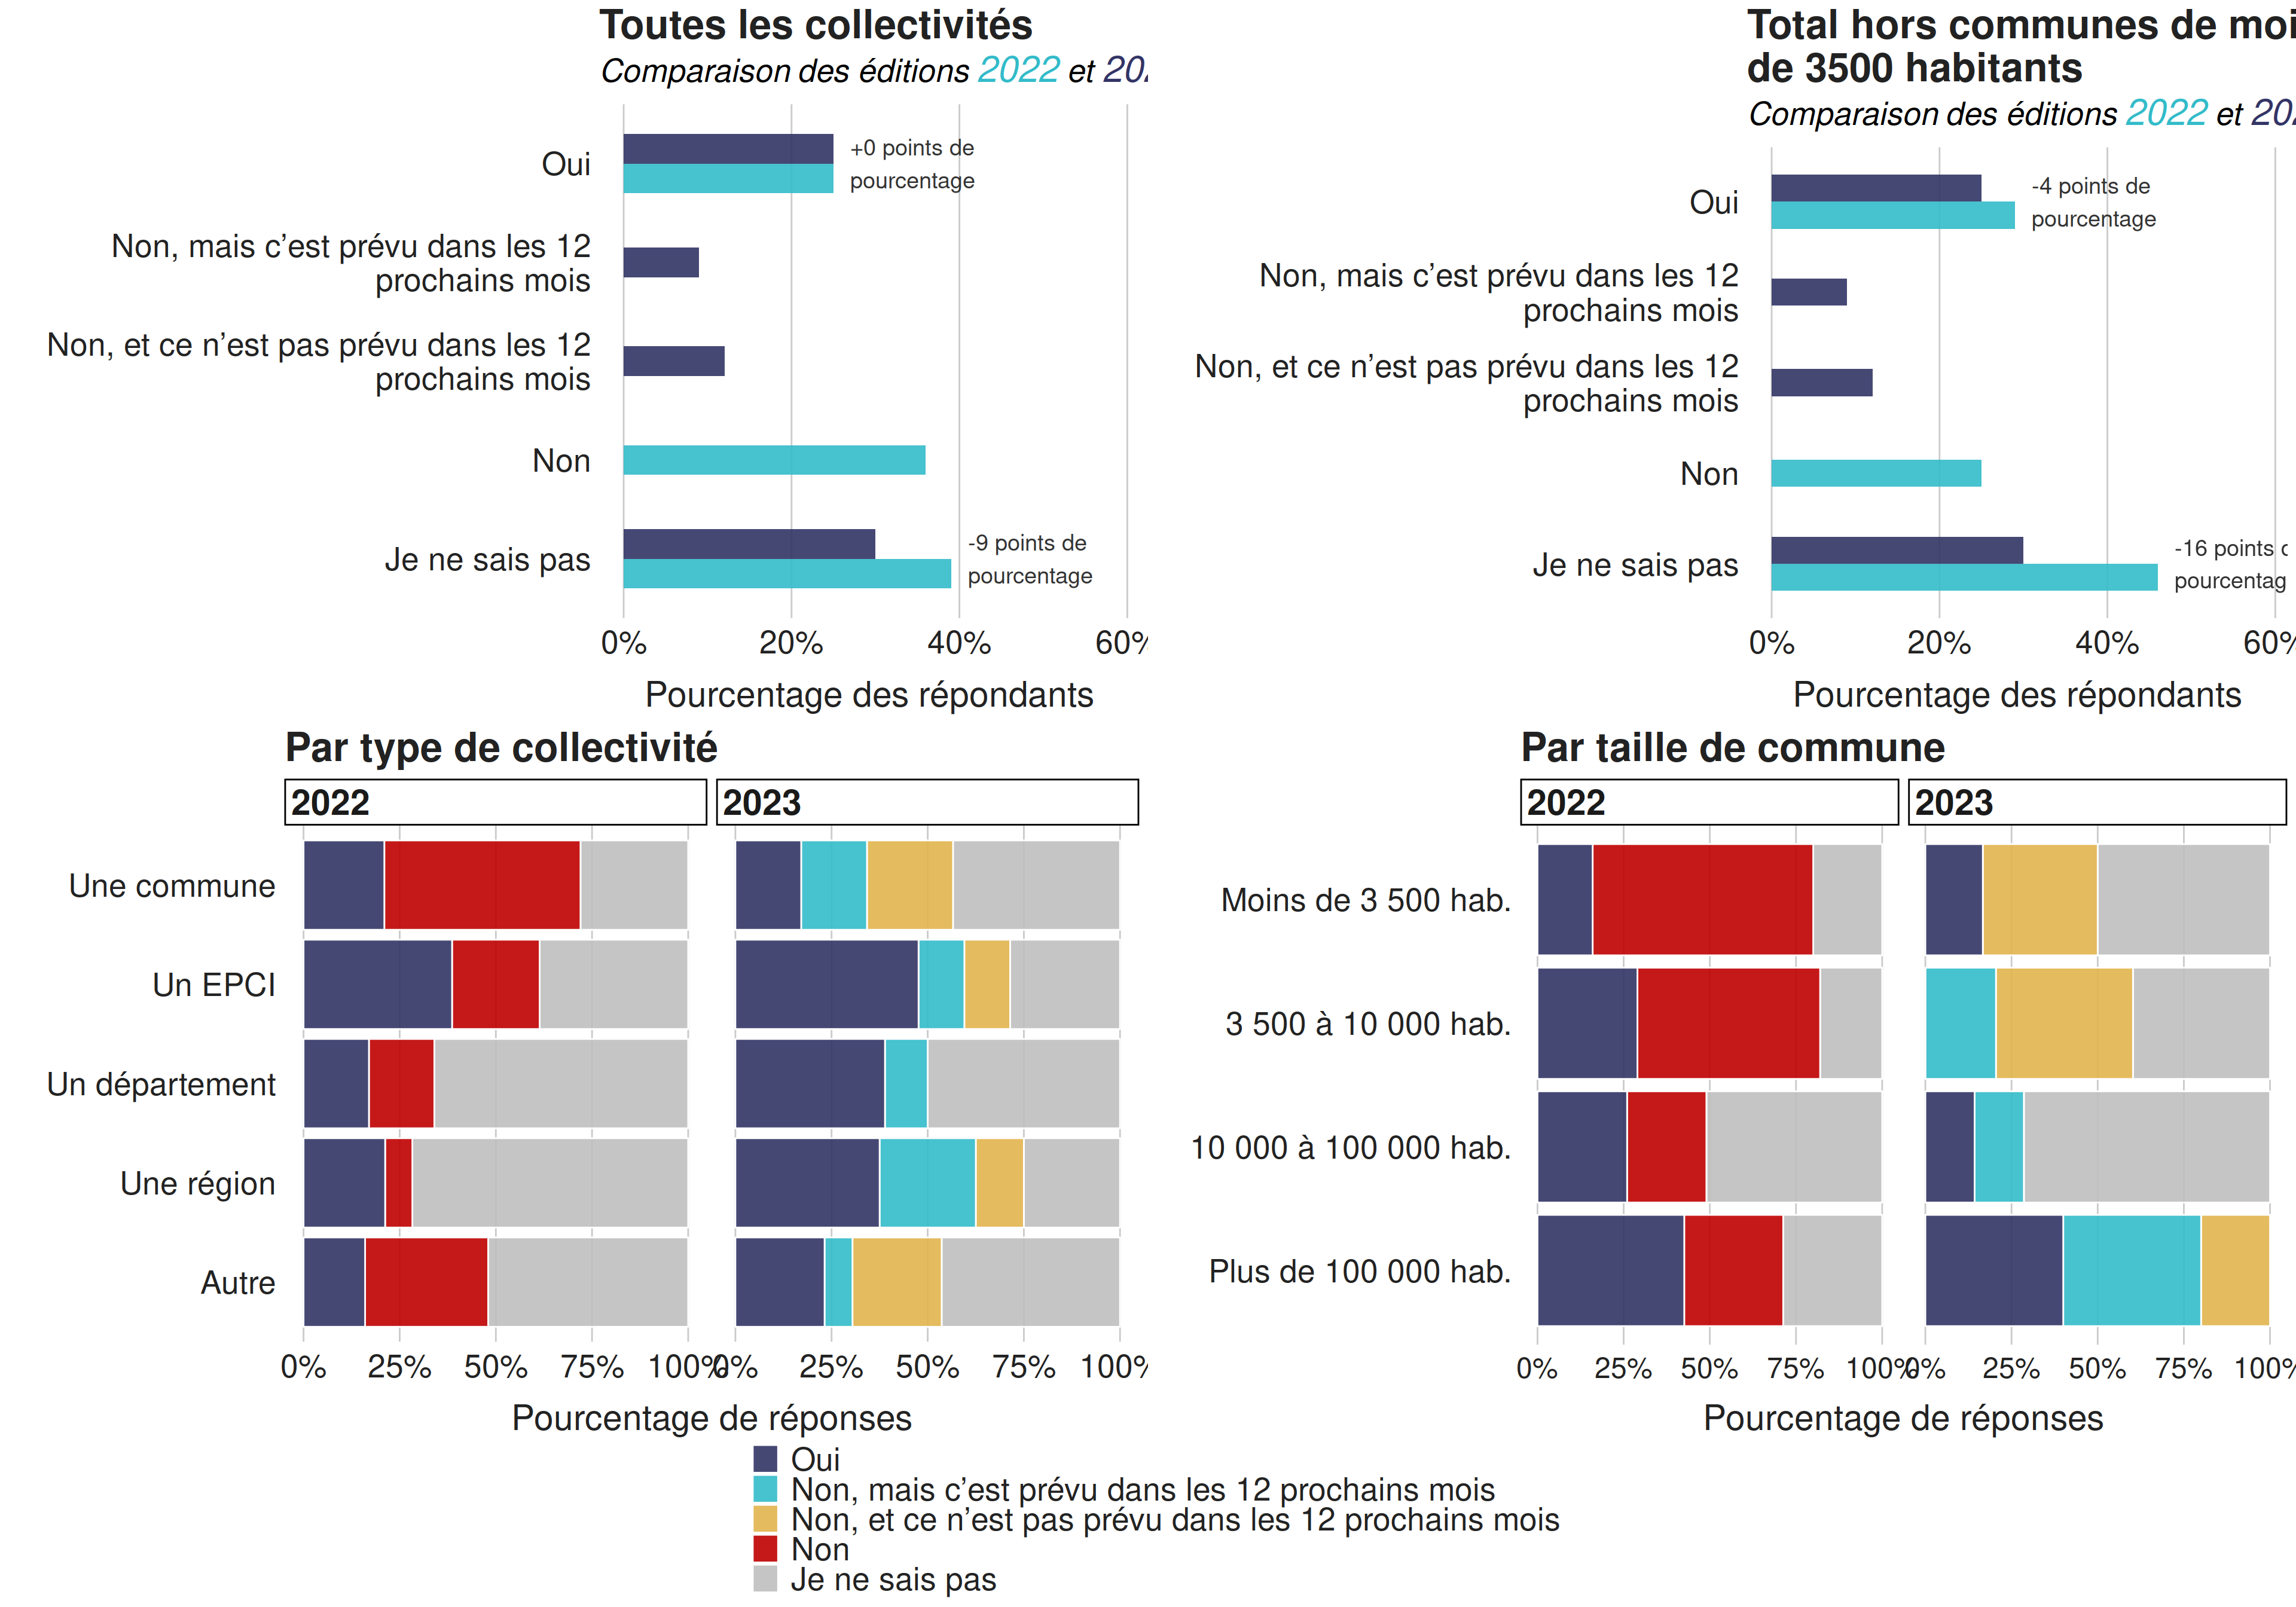 Toutes les collectivités
Comparaison des éditions 2022 et
Oui
+0 points de
pourcentage
Non, mais c’est prévu dans les 12
prochains mois
Non, et ce n’est pas prévu dans les 12
prochains mois
Non
Je ne sais pas
-9 points de
pourcentage
0% 20% 40% 60%
Pourcentage des répondants
Total hors communes de
de 3500 habitants
Comparaison des éditions 2022 et
Oui
-4 points de
pourcentage
Non, mais c’est prévu dans les 12
prochains mois
Non, et ce n’est pas prévu dans les 12
prochains mois
Non
Je ne sais pas
-16 points
0% 20% 40% 60%
Pourcentage des répondants
Par type de collectivité
2022 2023
Une commune
Un EPCI
Un département
Une région
Autre
0% 25% 50% 75% 100% 0% 25% 50% 75% 100%
Pourcentage de réponses
Par taille de commune
2022 2023
Moins de 3 500 hab.
3 500 à 10 000 hab.
10 000 à 100 000 hab.
Plus de 100 000 hab.
0% 25% 50% 75% 100% 0% 25% 50% 75% 100%
Pourcentage de réponses
Oui
Non, mais c’est prévu dans les 12 prochains mois
Non, et ce n’est pas prévu dans les 12 prochains mois
Non
Je ne sais pas